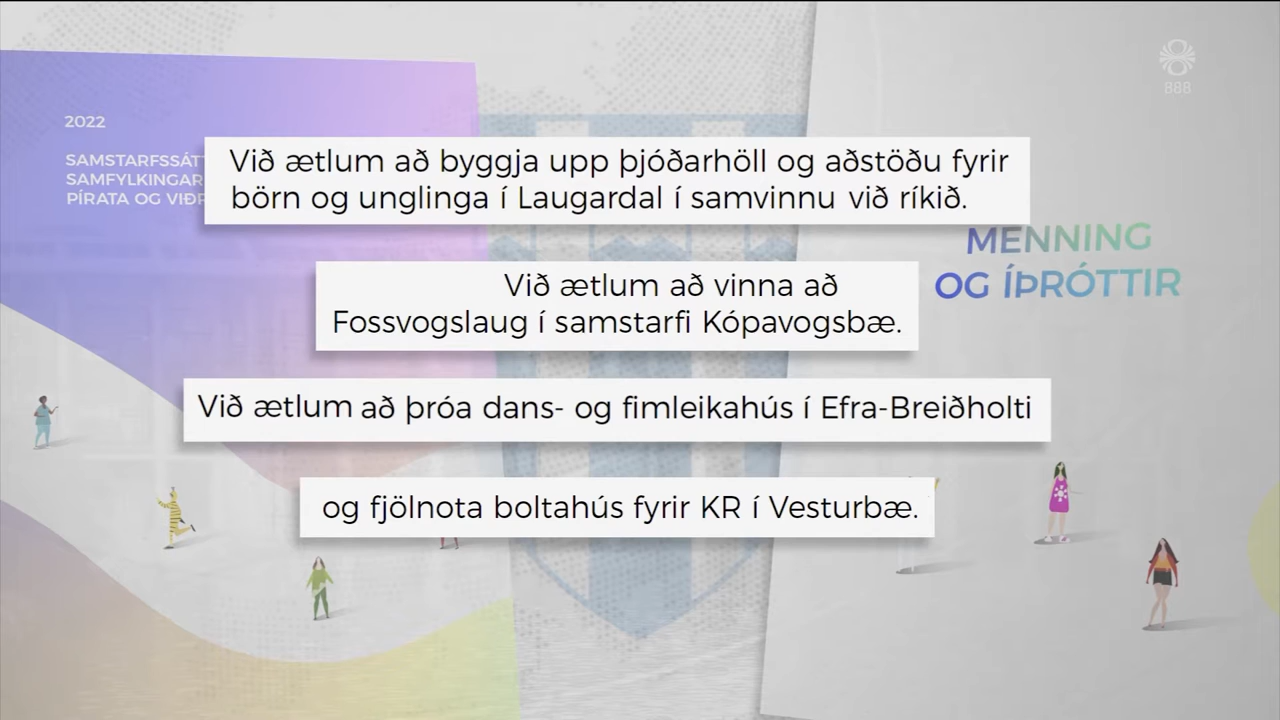 888
2022
SAMFYLKINGAR
PÍRATA OG
Við ætlum að byggja upp þjóðarhöll og aðstöðu fyrir
börn og unglinga í Laugardal í samvinnu við ríkið.
MENNING
OG ÍÞRÓTTIR
Við ætlum að vinna að
Fossvogslaug í samstarfi Kópavogsbæ.
Við ætlum að þróa dans- og fimleikahús í Efra-Breiðholti
og fjölnota boltahús fyrir KR í Vesturbæ.